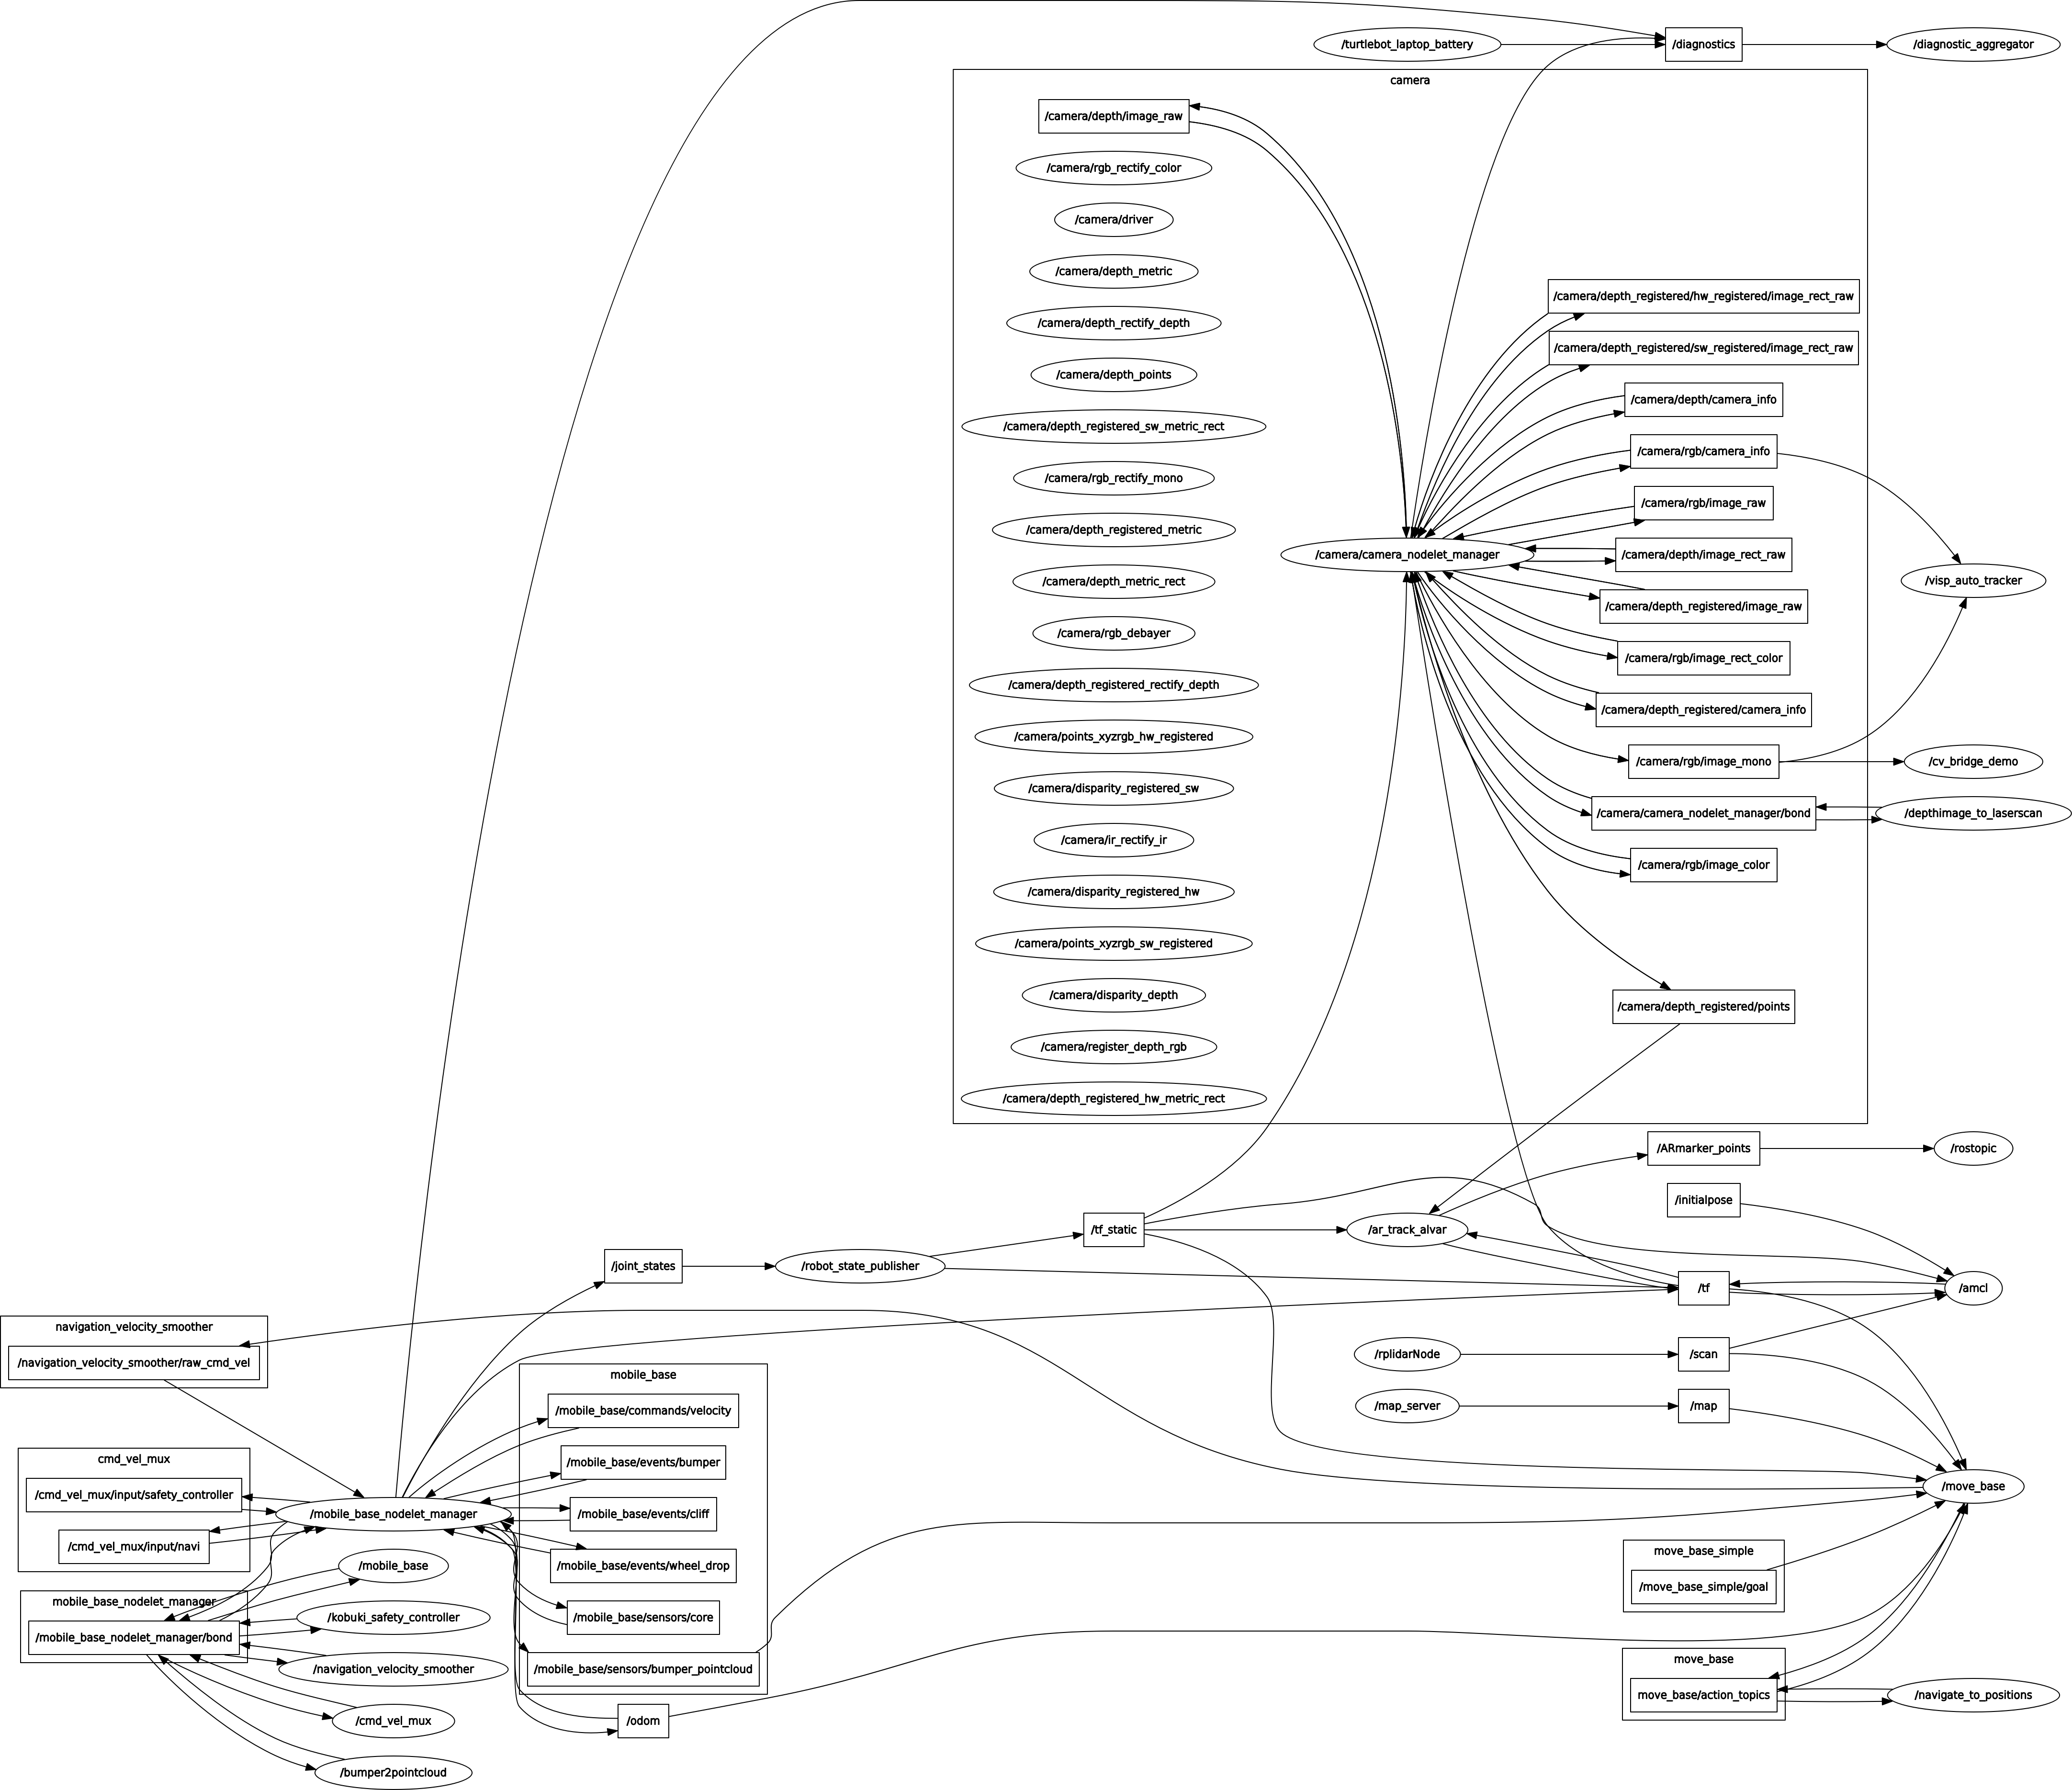 /turtlebot_laptop_battery
/diagnostics
/diagnostic_aggregator
camera
/camera/depth/image_raw
/camera/rgb_rectify_color
/camera/driver
/camera/depth_metric
/camera/depth_rectify_depth
/camera/depth_points
/camera/depth_registered_sw_metric_rect
/camera/rgb_rectify_mono
/camera/depth_registered_metric
/camera/depth_metric_rect
/camera/rgb_debayer
/camera/depth_registered_rectify_depth
/camera/points_xyzrgb_hw_registered
/camera/disparity_registered_sw
/camera/ir_rectify_ir
/camera/disparity_registered_hw
/camera/points_xyzrgb_sw_registered
/camera/disparity_depth
/camera/register_depth_rgb
/camera/depth_registered_hw_metric_rect
/camera/camera_nodelet_manager
/camera/depth_registered/hw_registered/image_rect_raw
/camera/depth_registered/sw_registered/image_rect_raw
/camera/depth/camera_info
/camera/rgb/camera_info
/camera/rgb/image_raw
/camera/depth/image_rect_raw
/camera/depth_registered/image_raw
/camera/rgb/image_rect_color
/camera/depth_registered/camera_info
/camera/rgb/image_mono
/camera/camera_nodelet_manager/bond
/camera/rgb/image_color
/camera/depth_registered/points
/visp_auto_tracker
/cv_bridge_demo
/depthimage_to_laserscan
/ARmarker_points
/rostopic
/initialpose
/tf_static
/ar_track_alvar
/joint_states
/robot_state_publisher
/tf
/amcl
/rplidarNode
/scan
/map_server
/map
/move_base
navigation_velocity_smoother
/navigation_velocity_smoother/raw_cmd_vel
cmd_vel_mux
/cmd_vel_mux/input/safety_controller
/cmd_vel_mux/input/navi
/mobile_base_nodelet_manager
mobile_base
/mobile_base/commands/velocity
/mobile_base/events/bumper
/mobile_base/events/cliff
/mobile_base/events/wheel_drop
/mobile_base/sensors/core
/mobile_base/sensors/bumper_pointcloud
/odom
/mobile_base
mobile_base_nodelet_manager
/mobile_base_nodelet_manager/bond
/kobuki_safety_controller
/navigation_velocity_smoother
/cmd_vel_mux
/bumper2pointcloud
move_base_simple
/move_base_simple/goal
move_base
move_base/action_topics
/navigate_to_positions